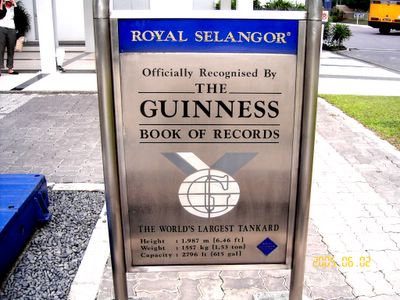 ROYAL SELANGOR®
Officially Recognised By
THE
GUINNESS
BOOK OF RECORDS
G
THE WORLD'S LARGEST TANKARD
Height : 1.987 m [6.46 ft]
Weight : 1557 kg [1.53 ton]
Capacity : 2796 lt [615 gal]
2005.06.02